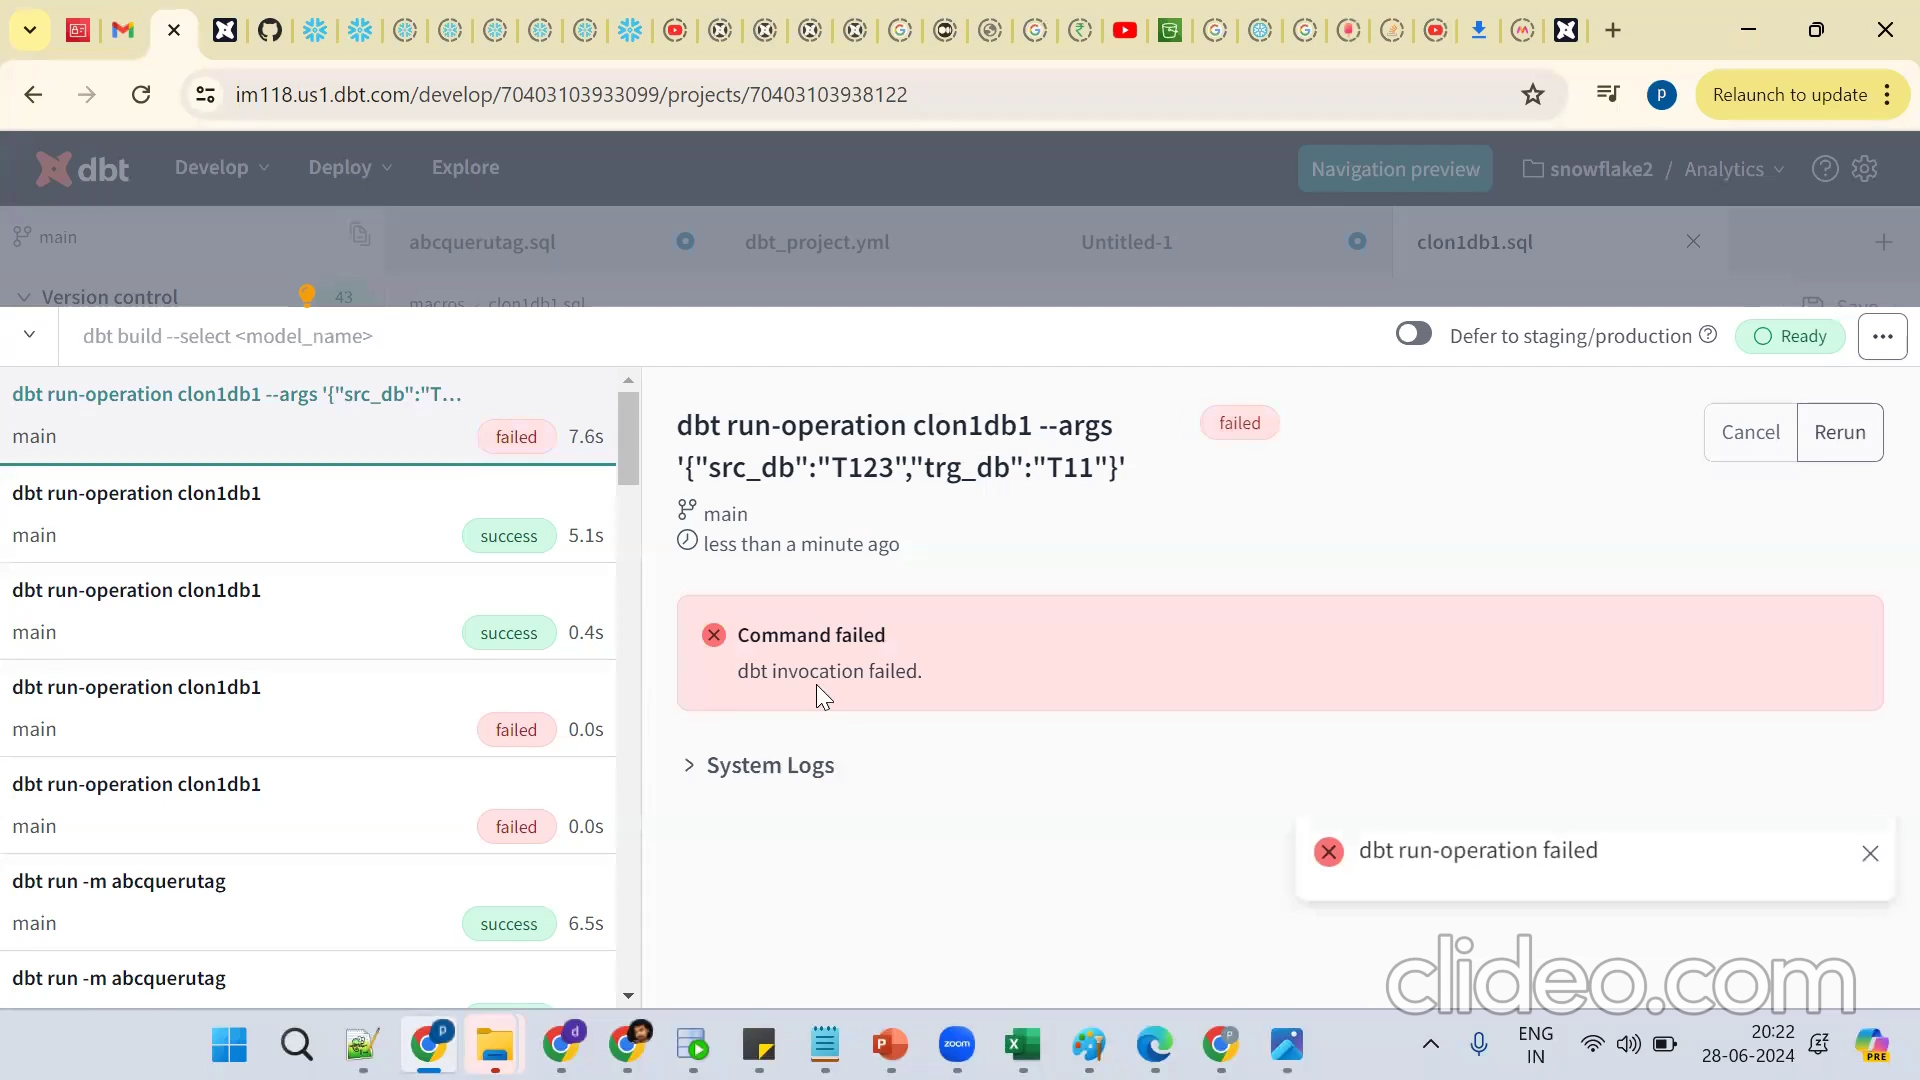 im118.us1.dbt.com/develop/70403103933099/projects/70403103938122
p
Relaunch to update
dbt
Develop
Deploy
Explore
Navigation preview
snowflake2 / Analytics
main
abcquerutag.sql
dbt_project.yml
Untitled-1
clon1db1.sql
Version control
43
macros
clon1db1.sql
Save
dbt build --select <model_name>
Defer to staging/production
Ready
dbt run-operation clon1db1 --args '{"src_db":"T...
main
failed
7.6s
dbt run-operation clon1db1
main
success
5.1s
dbt run-operation clon1db1
main
success
0.4s
dbt run-operation clon1db1
main
failed
0.0s
dbt run-operation clon1db1
main
failed
0.0s
dbt run -m abcquerutag
main
success
6.5s
dbt run -m abcquerutag
dbt run-operation clon1db1 --args
'{"src_db":"T123","trg_db":"T11"}'
failed
Cancel
Rerun
main
less than a minute ago
Command failed
dbt invocation failed.
System Logs
dbt run-operation failed
clideo.com
zoom
ENG
IN
20:22
28-06-2024
PRE